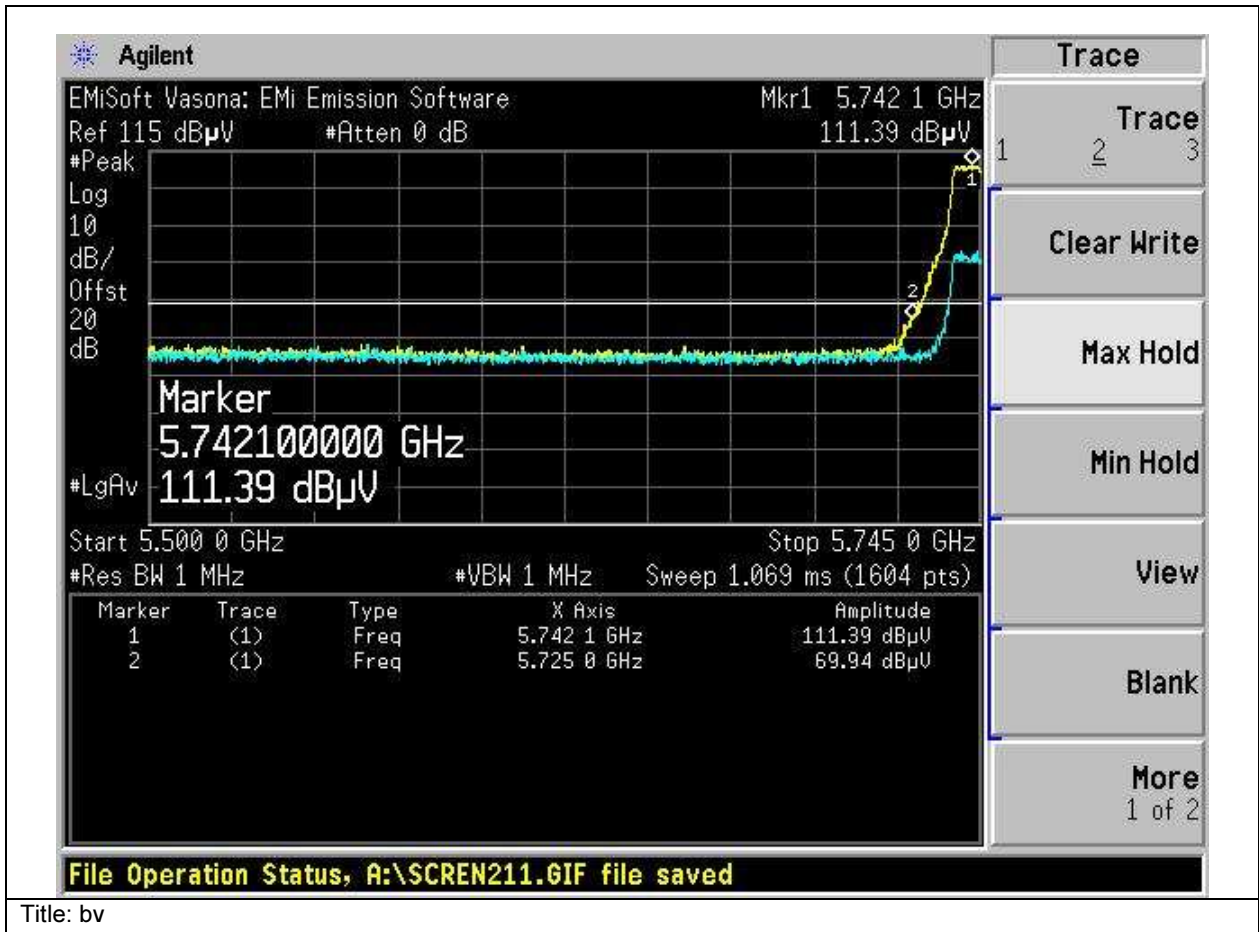 Agilent
EMiSoft Vasona: EMi Emission Software Mkr1 5.742 1 GHz
Ref 115 dBµV #Atten 0 dB 111.39 dBµV
#Peak
Log
10
dB/
Offst
20
dB
1
2
Marker
5.742100000 GHz
111.39 dBµV
#LgAv
Start 5.500 0 GHz Stop 5.745 0 GHz
#Res BW 1 MHz #VBW 1 MHz Sweep 1.069 ms (1604 pts)
Marker Trace Type X Axis Amplitude
1 (1) Freq 5.742 1 GHz 111.39 dBµV
2 (1) Freq 5.725 0 GHz 69.94 dBµV
File Operation Status, A:\SCREN211.GIF file saved
Trace
Trace
1 2 3
Clear Write
Max Hold
Min Hold
View
Blank
More
1 of 2
Title: bv